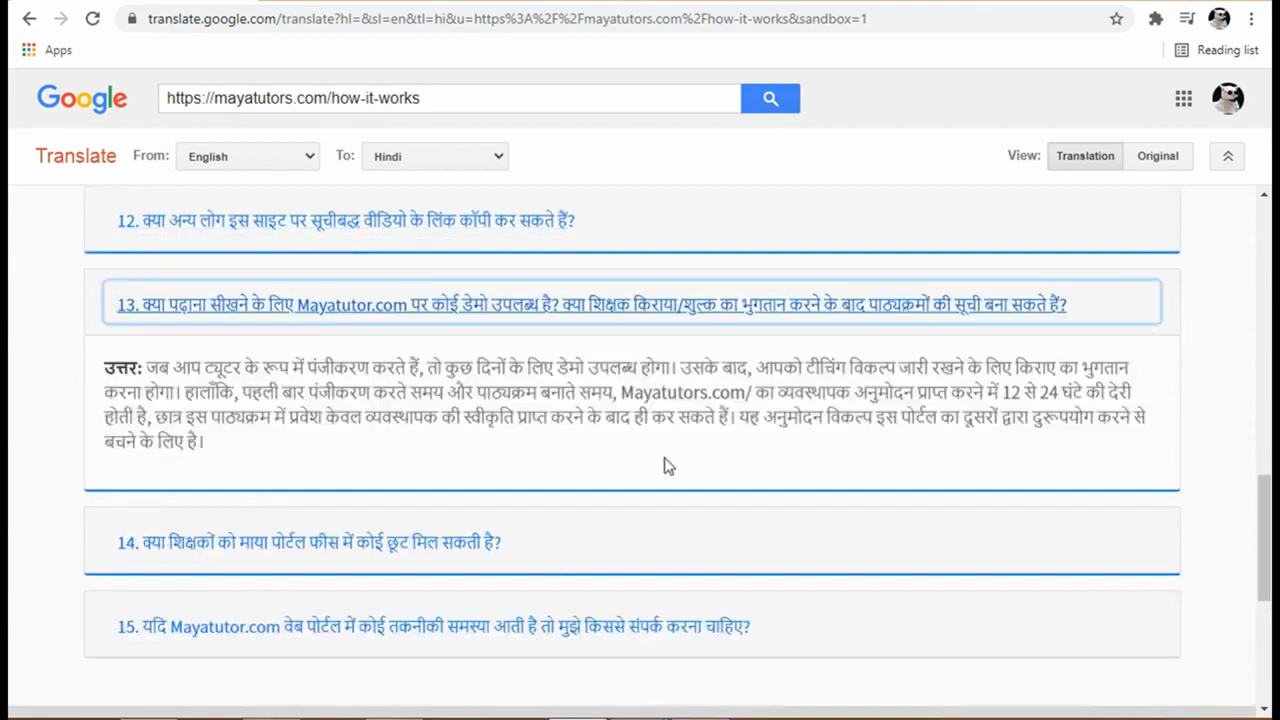 translate.google.com/translate?hl=&sl=en&tl=hi&u=https%3A%2F%2Fmayatutors.com%2Fhow-it-works&sandbox=1
Apps
Reading list
Google
https://mayatutors.com/how-it-works
Translate From: English To: Hindi View: Translation Original
12. क्या अन्य लोग इस साइट पर सूचीबद्ध वीडियो के लिंक कॉपी कर सकते हैं?
13. क्या पढ़ाना सीखने के लिए Mayatutor.com पर कोई डेमो उपलब्ध है? क्या शिक्षक किराया/शुल्क का भुगतान करने के बाद पाठ्यक्रमों की सूची बना सकते हैं?
उत्तर: जब आप ट्यूटर के रूप में पंजीकरण करते हैं, तो कुछ दिनों के लिए डेमो उपलब्ध होगा। उसके बाद, आपको टीचिंग विकल्प जारी रखने के लिए किराए का भुगतान
करना होगा। हालाँकि, पहली बार पंजीकरण करते समय और पाठ्यक्रम बनाते समय, Mayatutors.com/ का व्यवस्थापक अनुमोदन प्राप्त करने में 12 से 24 घंटे की देरी
होती है, छात्र इस पाठ्यक्रम में प्रवेश केवल व्यवस्थापक की स्वीकृति प्राप्त करने के बाद ही कर सकते हैं। यह अनुमोदन विकल्प इस पोर्टल का दूसरों द्वारा दुरूपयोग करने से
बचने के लिए है।
14. क्या शिक्षकों को माया पोर्टल फीस में कोई छूट मिल सकती है?
15. यदि Mayatutor.com वेब पोर्टल में कोई तकनीकी समस्या आती है तो मुझे किससे संपर्क करना चाहिए?